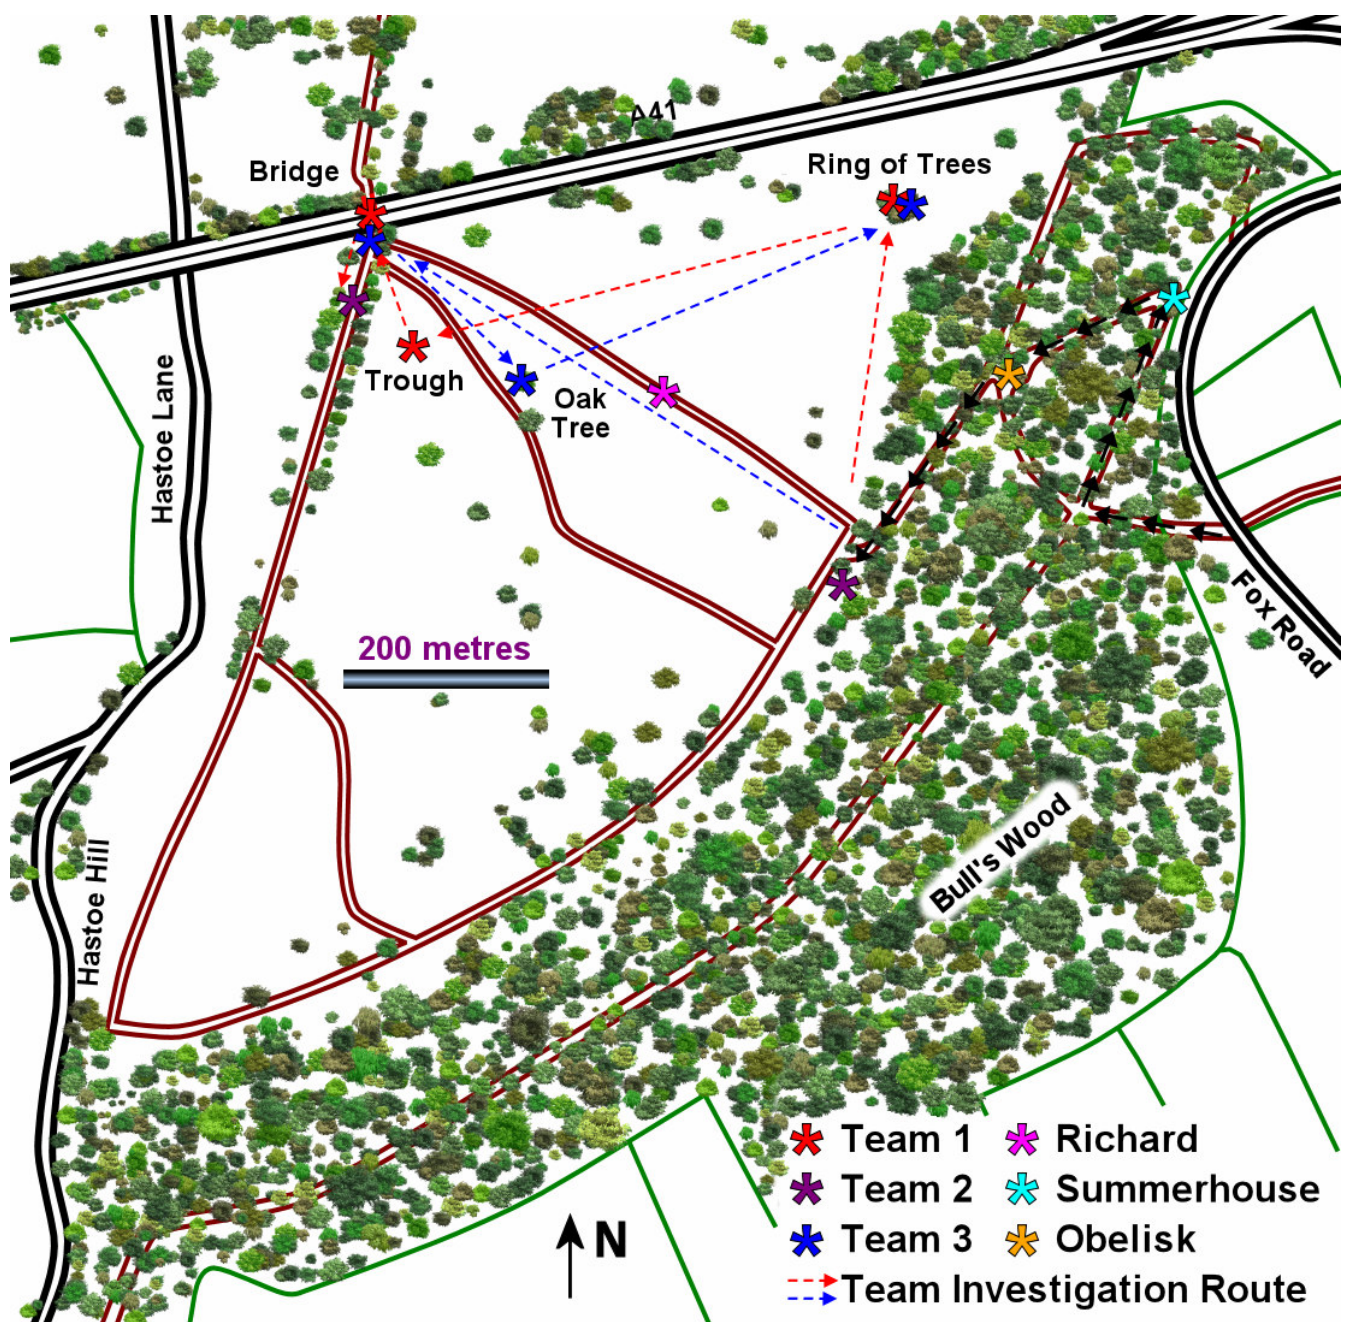 A41
Bridge
Ring of Trees
Trough
Oak
Tree
Hastoe Lane
200 metres
Fox Road
Bull's Wood
Hastoe Hill
Team 1
Richard
Team 2
Summerhouse
Team 3
Obelisk
N
Team Investigation Route